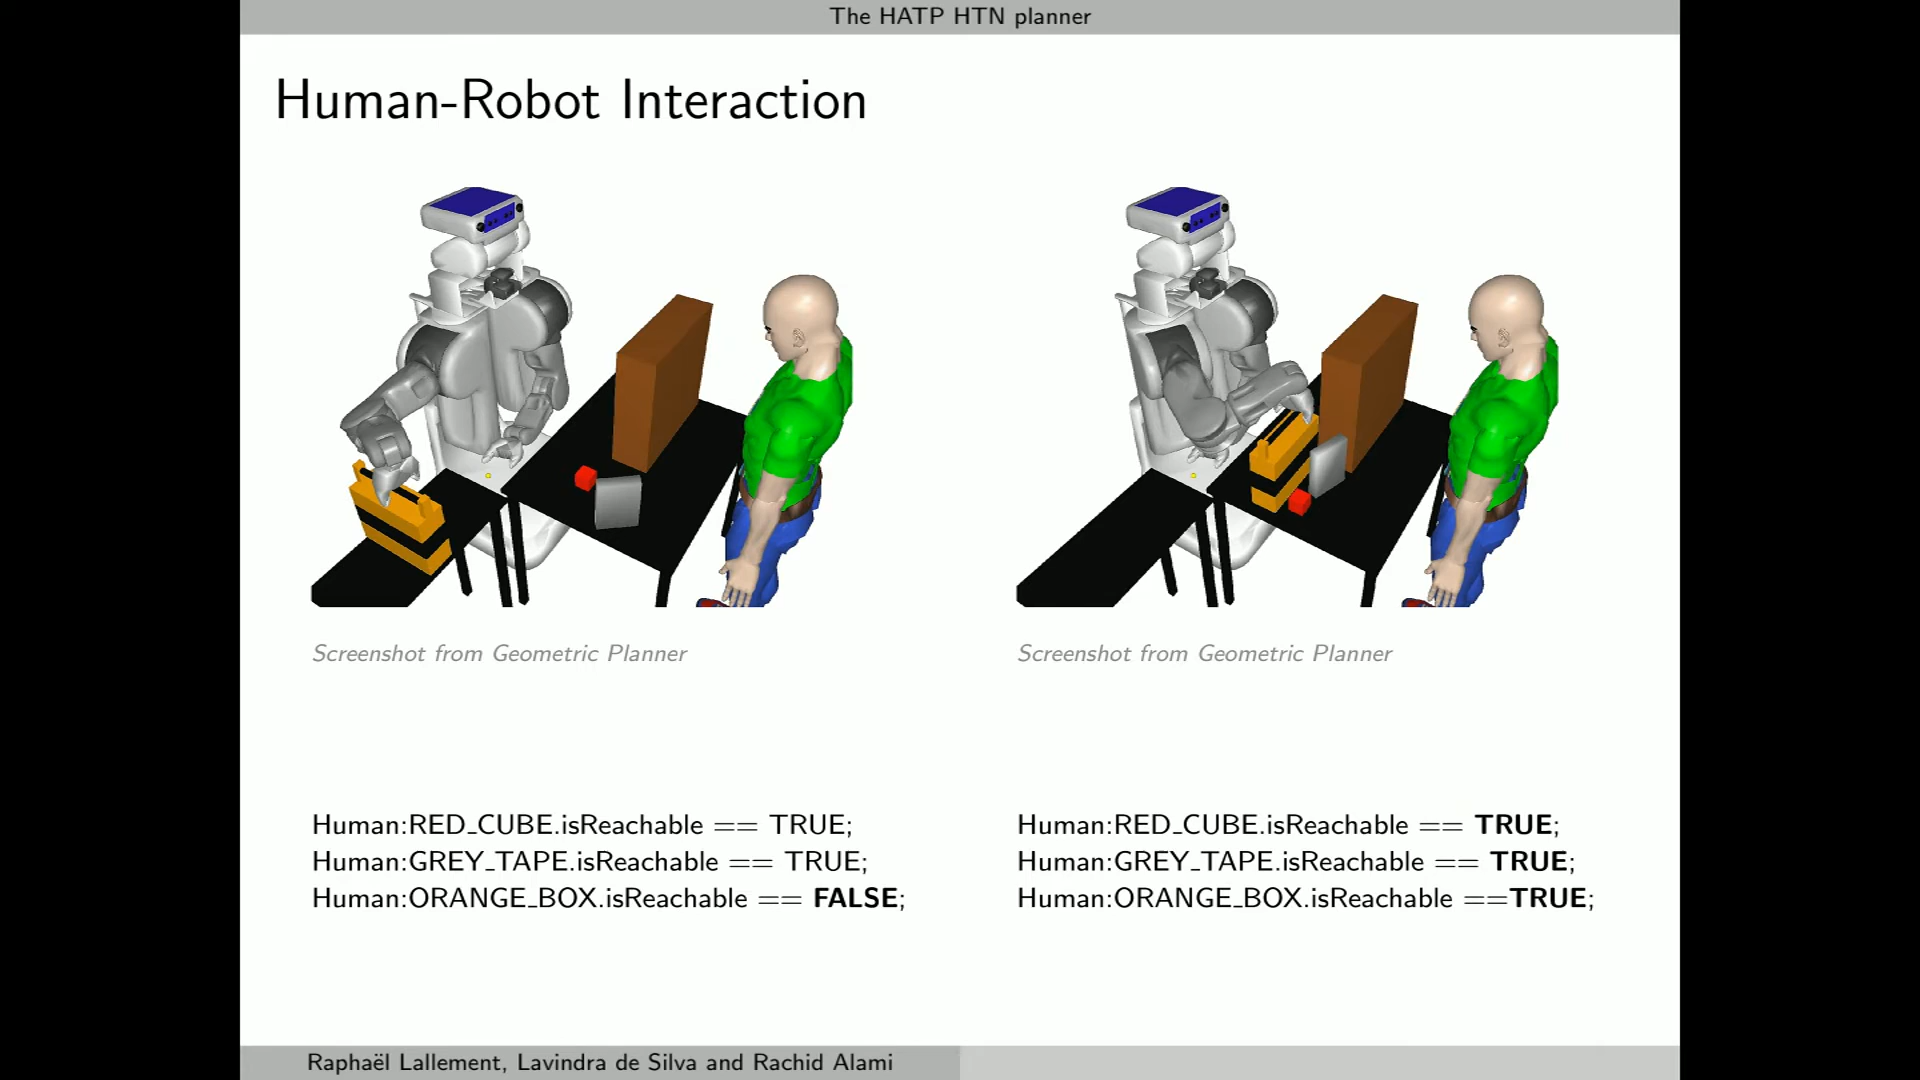 The HATP HTN planner
Human-Robot Interaction
Screenshot from Geometric Planner
Screenshot from Geometric Planner
Human:RED_CUBE.isReachable == TRUE;
Human:GREY_TAPE.isReachable == TRUE;
Human:ORANGE_BOX.isReachable == FALSE;
Human:RED_CUBE.isReachable == TRUE;
Human:GREY_TAPE.isReachable == TRUE;
Human:ORANGE_BOX.isReachable ==TRUE;
Raphaël Lallement, Lavindra de Silva and Rachid Alami